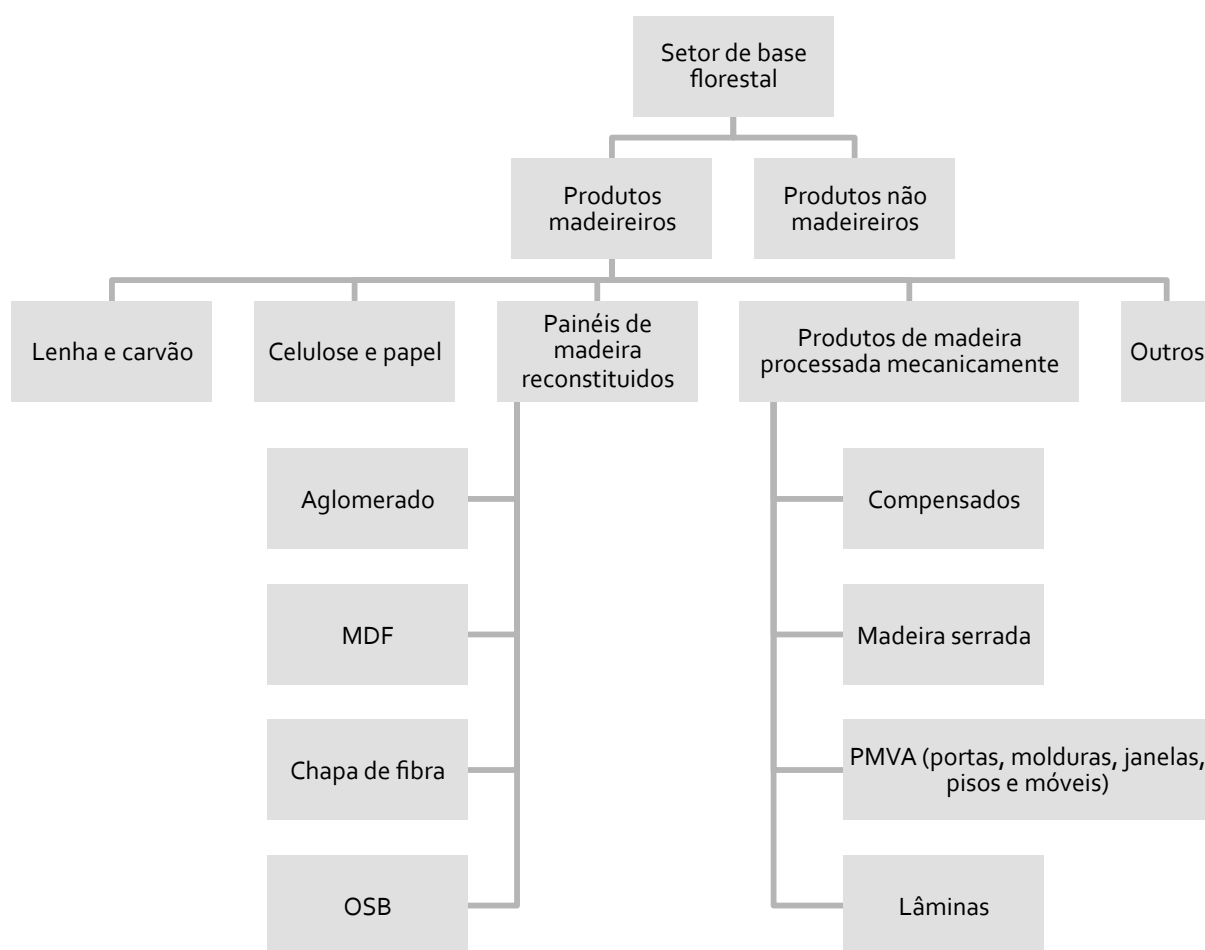 Setor de base
florestal
Produtos
madeireiros
Produtos não
madeireiros
Lenha e carvão
Celulose e papel
Painéis de
madeira
reconstituidos
Produtos de madeira
processada mecanicamente
Outros
Aglomerado
MDF
Chapa de fibra
OSB
Compensados
Madeira serrada
PMVA (portas, molduras, janelas,
pisos e móveis)
Lâminas